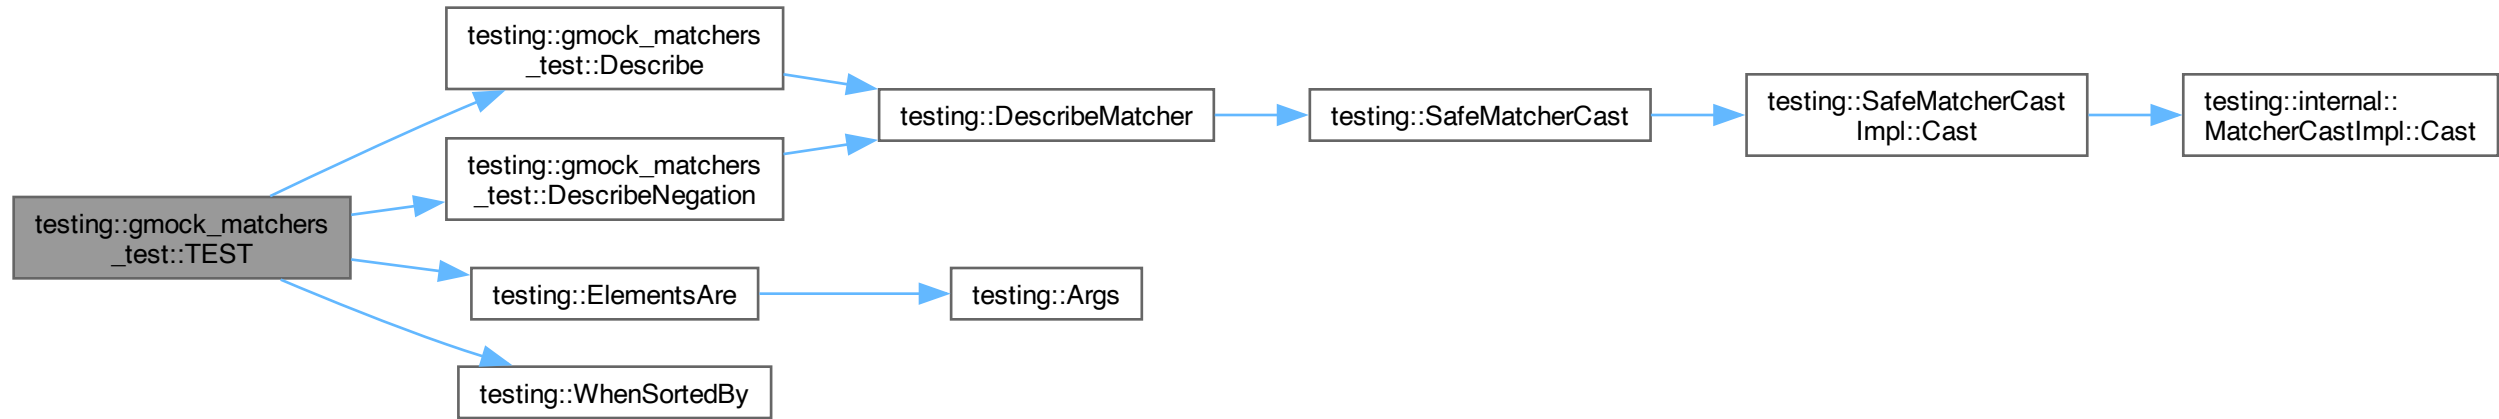 testing::gmock_matchers
_test::TEST
testing::gmock_matchers
_test::Describe
testing::gmock_matchers
_test::DescribeNegation
testing::ElementsAre
testing::WhenSortedBy
testing::DescribeMatcher
testing::Args
testing::SafeMatcherCast
testing::SafeMatcherCast
Impl::Cast
testing::internal::
MatcherCastImpl::Cast